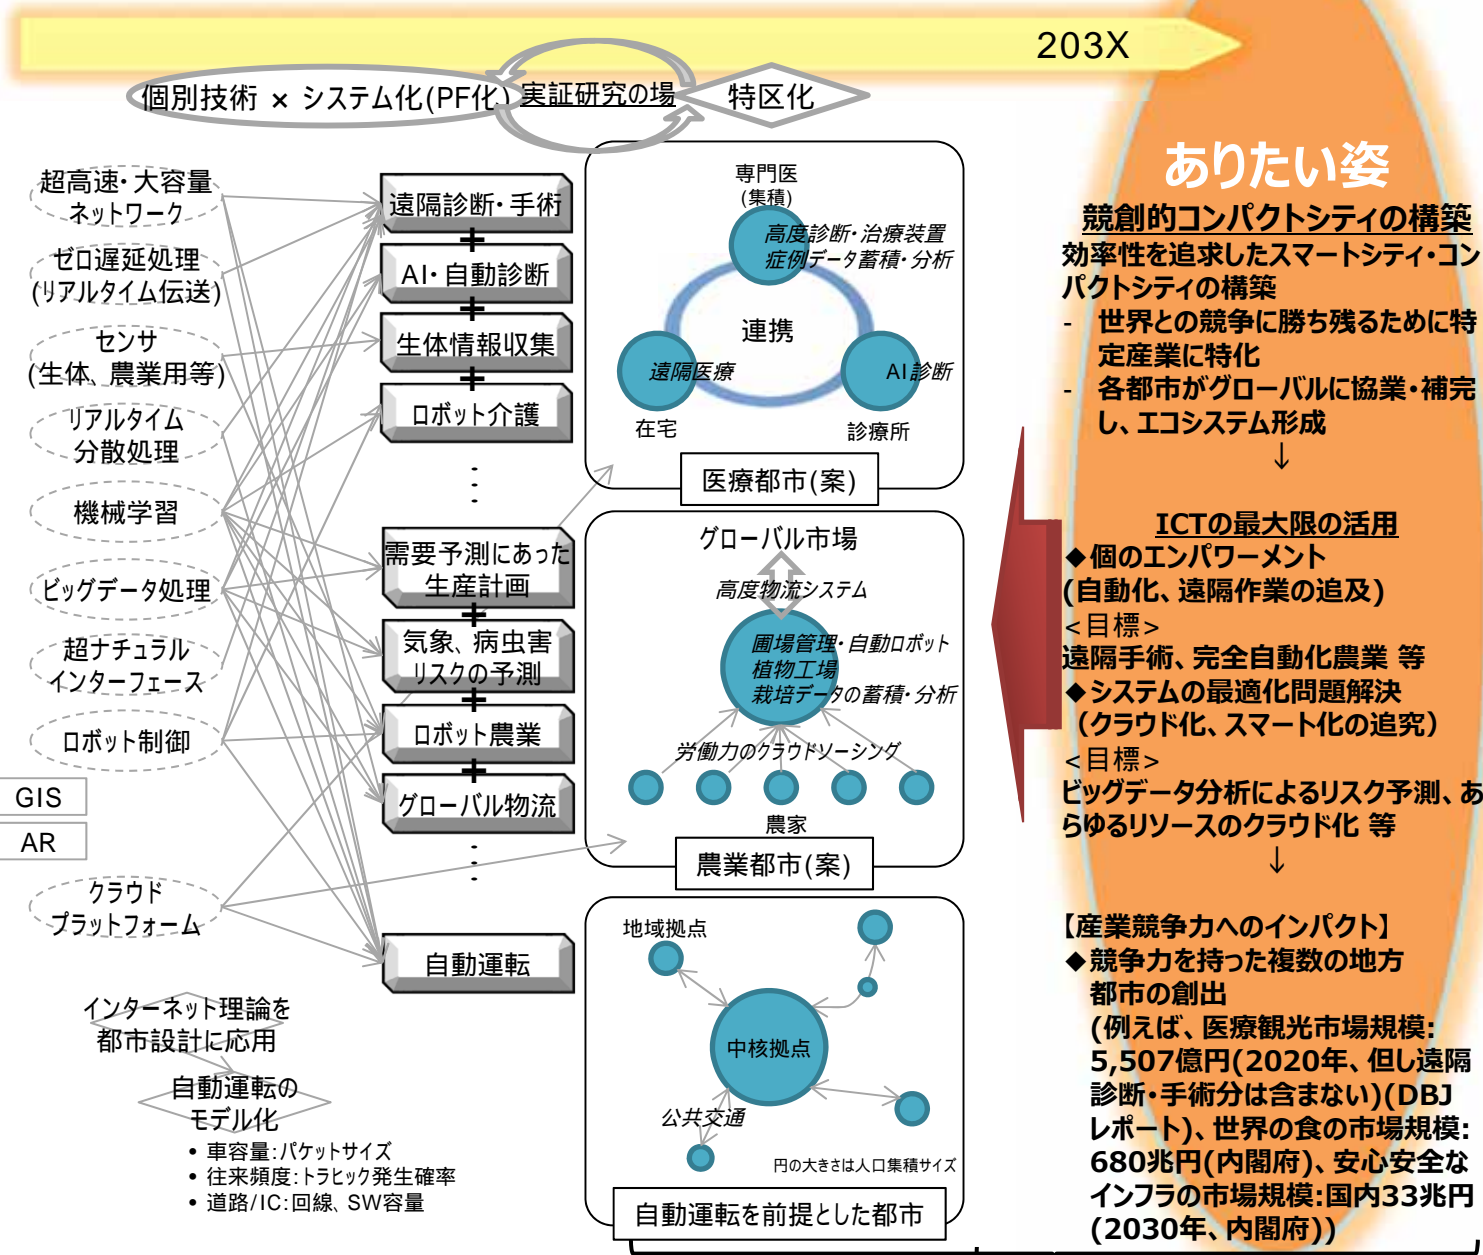 203X
個別技術 × システム化(PF化)
実証研究の場
特区化
超高速・大容量
ネットワーク
ゼロ遅延処理
(リアルタイム伝送)
センサ
(生体、農業用等)
リアルタイム
分散処理
機械学習
ビッグデータ処理
超ナチュラル
インターフェース
ロボット制御
GIS
AR
クラウド
プラットフォーム
インターネット理論を
都市設計に応用
自動運転の
モデル化
• 車容量:パケットサイズ
• 往来頻度:トラヒック発生確率
• 道路/IC:回線、SW容量
遠隔診断・手術
+
AI・自動診断
+
生体情報収集
+
ロボット介護
⋮
需要予測にあった
生産計画
+
気象、病虫害
リスクの予測
+
ロボット農業
+
グローバル物流
⋮
自動運転
専門医
(集積)
高度診断・治療装置
症例データ蓄積・分析
連携
遠隔医療
AI診断
在宅
診療所
医療都市(案)
グローバル市場
高度物流システム
圃場管理・自動ロボット
植物工場
栽培データの蓄積・分析
労働力のクラウドソーシング
農家
農業都市(案)
地域拠点
中核拠点
公共交通
円の大きさは人口集積サイズ
自動運転を前提とした都市
ありたい姿
競創的コンパクトシティの構築
効率性を追求したスマートシティ・コン
パクトシティの構築
- 世界との競争に勝ち残るために特
定産業に特化
- 各都市がグローバルに協業・補完
し、エコシステム形成
↓
ICTの最大限の活用
◆個のエンパワーメント
(自動化、遠隔作業の追及)
<目標>
遠隔手術、完全自動化農業 等
◆システムの最適化問題解決
（クラウド化、スマート化の追究）
<目標>
ビッグデータ分析によるリスク予測、あ
らゆるリソースのクラウド化 等
↓
【産業競争力へのインパクト】
◆競争力を持った複数の地方
都市の創出
(例えば、医療観光市場規模:
5,507億円(2020年、但し遠隔
診断・手術分は含まない)(DBJ
レポート)、世界の食の市場規模:
680兆円(内閣府)、安心安全な
インフラの市場規模:国内33兆円
(2030年、内閣府))